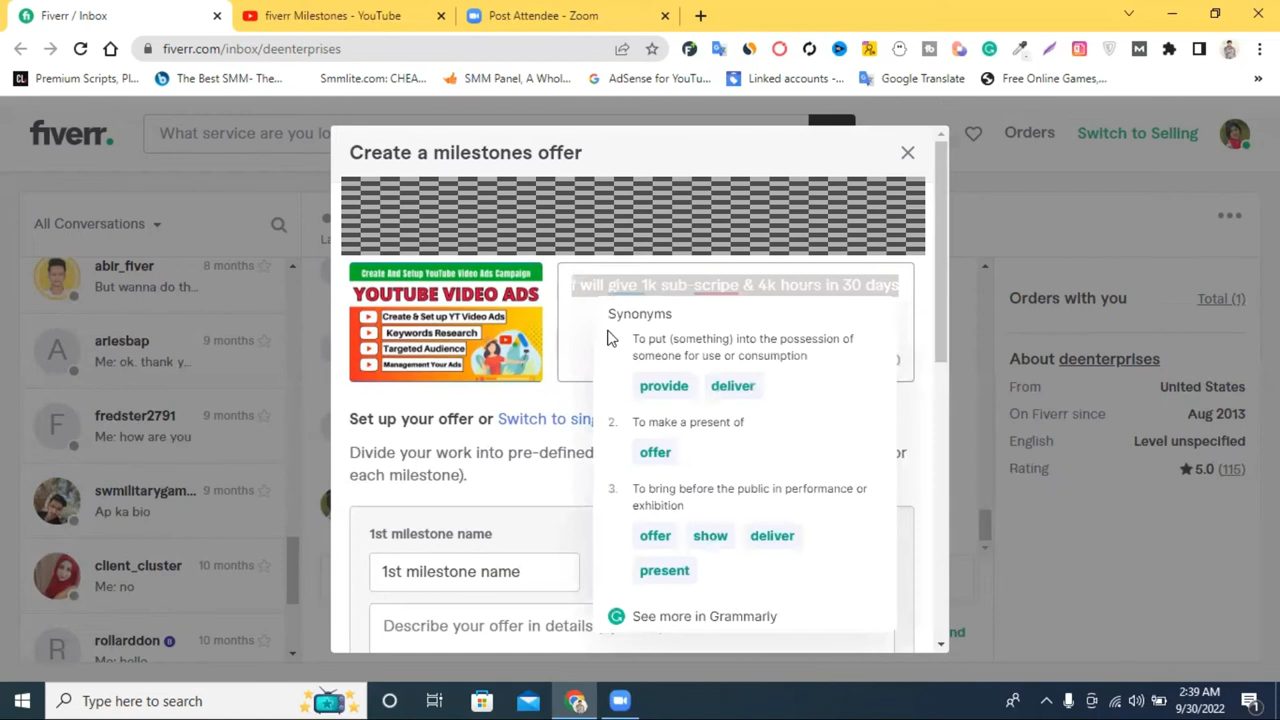 Fiverr / Inbox
fiverr Milestones - YouTube
Post Attendee - Zoom
fiverr.com/inbox/deenterprises
Premium Scripts, Pl...
The Best SMM- The...
Smmlite.com: CHEA...
SMM Panel, A Whol...
AdSense for YouTu...
Linked accounts -...
Google Translate
Free Online Games,...
fiverr.
What service are you lo
Orders
Switch to Selling
Create a milestones offer
All Conversations
La
abir_fiver
8 months
But wanna do th...
arlesbap
9 months
Me: ok. thank y...
fredster2791
9 months
Me: how are you
swmilitarygam...
9 months
Ap ka bio
client_cluster
10 months
Me: no
rollarddon
10 months
Me: hello
Create And Setup YouTube Video Ads Campaign
YOUTUBE VIDEO ADS
Create & Set up YT Video Ads
Keywords Research
Targeted Audience
Management Your Ads
I will give 1k sub-scripe & 4k hours in 30 days
Synonyms
To put (something) into the possession of
someone for use or consumption
provide
deliver
2. To make a present of
offer
3. To bring before the public in performance or
exhibition
offer
show
deliver
present
See more in Grammarly
Set up your offer or Switch to sin
Divide your work into pre-defined
or
each milestone).
1st milestone name
1st milestone name
Describe your offer in details
Orders with you
Total (1)
About deenterprises
From
United States
On Fiverr since
Aug 2013
English
Level unspecified
Rating
5.0 (115)
nd
Type here to search
2:39 AM
9/30/2022